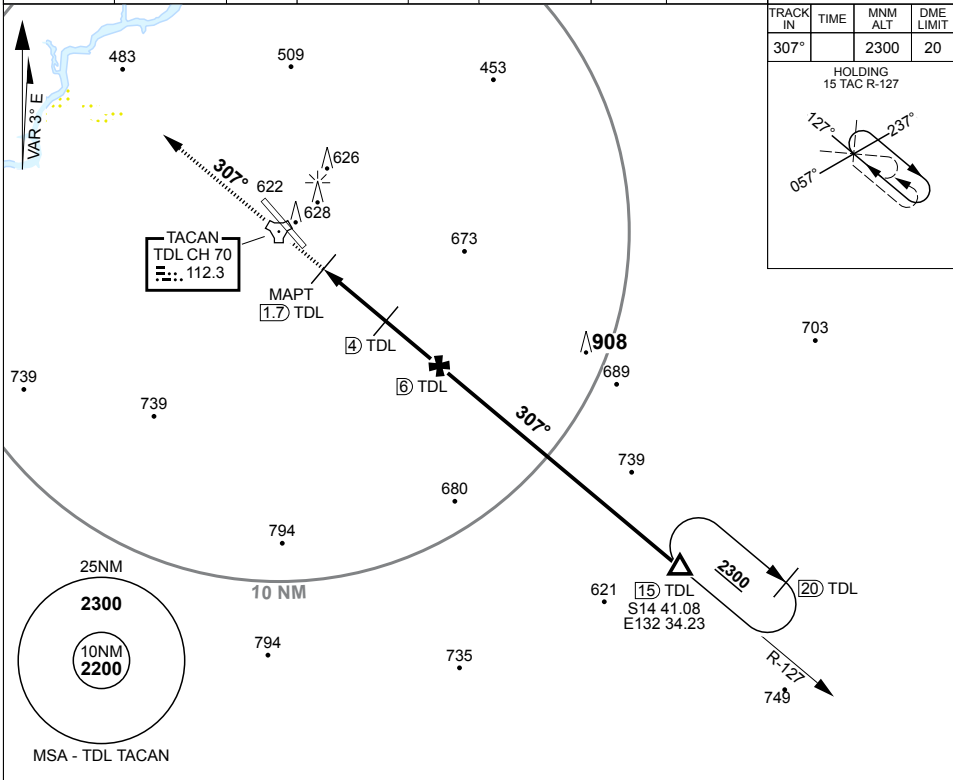 TRACK IN TIME MNM ALT DME LIMIT
307° 2300 20
HOLDING
15 TAC R-127
127°
237°
057°
VAR 3° E
483
509
453
307°
626
622
628
TACAN
TDL CH 70
112.3
673
MAPT
1.7 TDL
4 TDL
908
703
6 TDL
689
739
739
307°
739
680
794
10 NM
25NM
2300
10NM
2200
MSA - TDL TACAN
2300
621
15 TDL
20 TDL
S14 41.08
E132 34.23
794
735
R-127
749